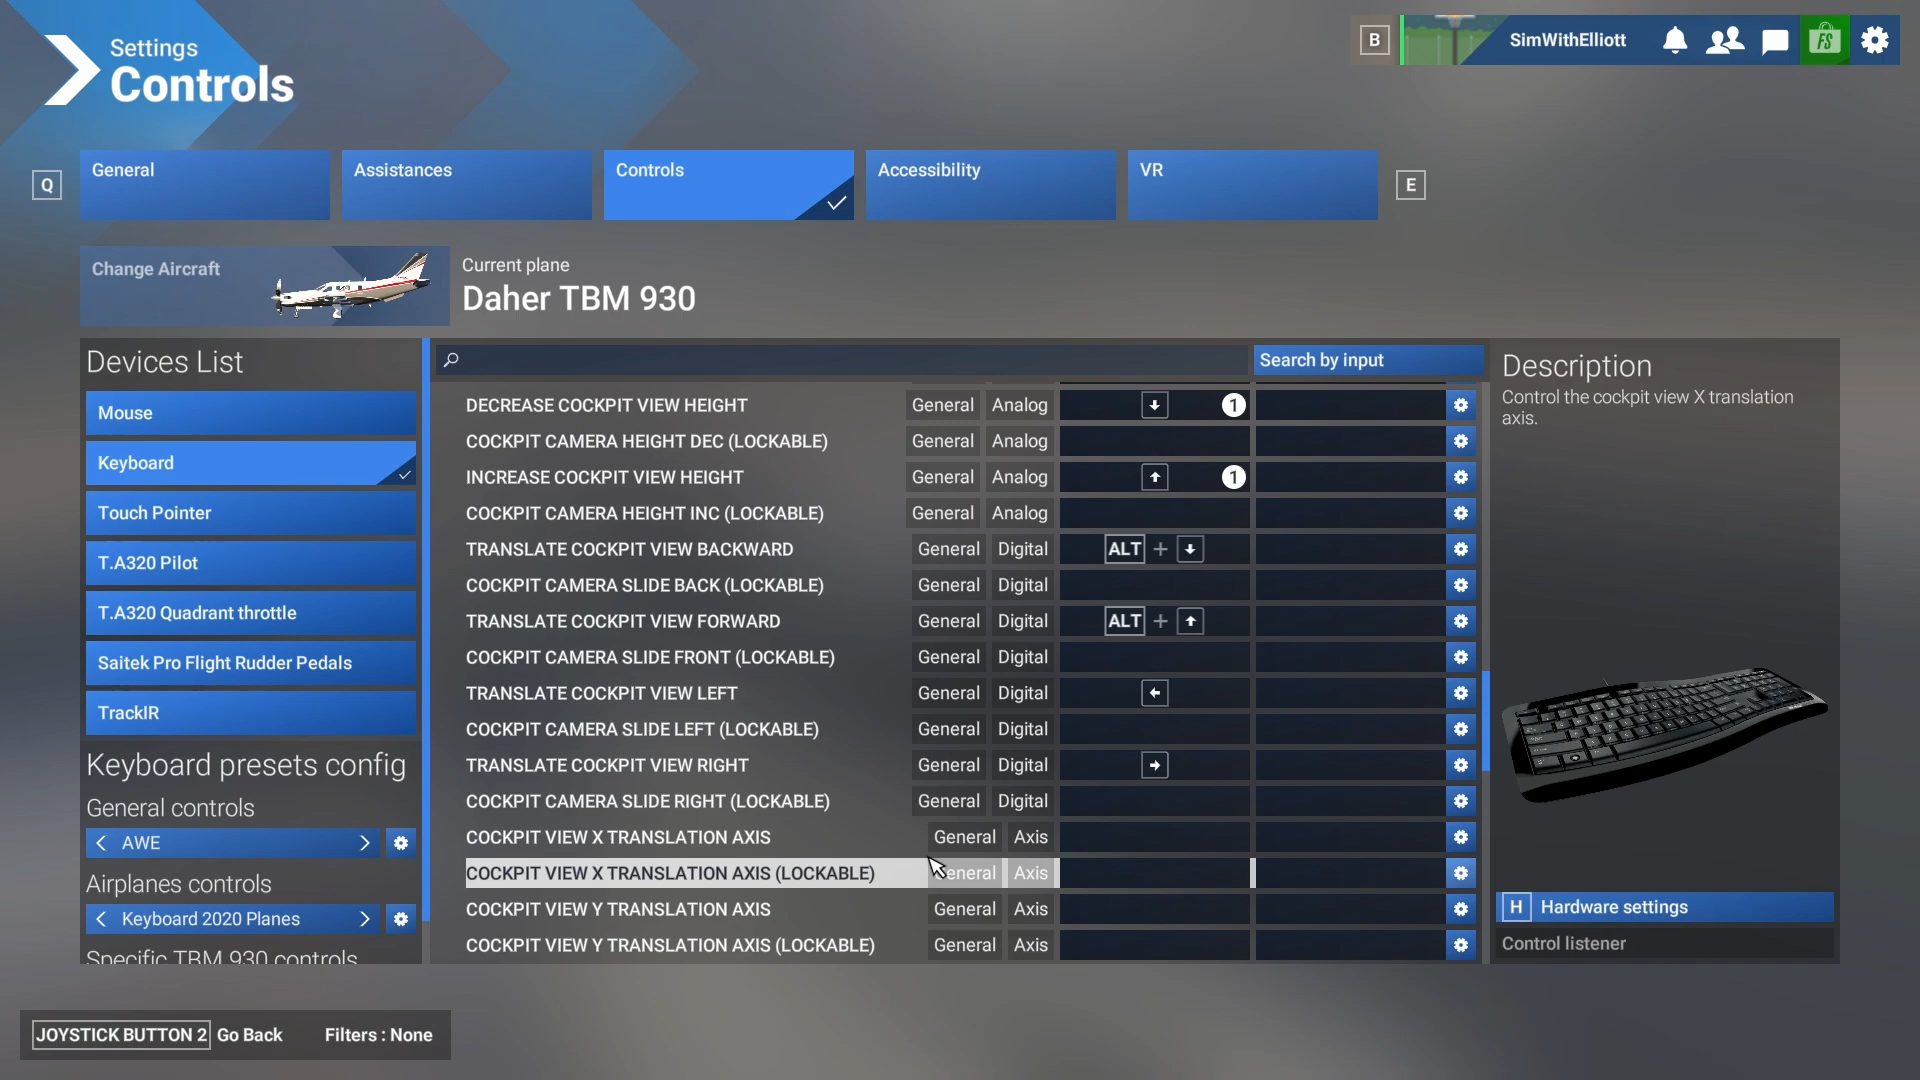 Settings
Controls
B
SimWithElliott
FS
Q
General
Assistances
Controls
Accessibility
VR
E
Change Aircraft
Current plane
Daher TBM 930
Devices List
Mouse
Keyboard
Touch Pointer
T.A320 Pilot
T.A320 Quadrant throttle
Saitek Pro Flight Rudder Pedals
TrackIR
Keyboard presets config
General controls
AWE
Airplanes controls
Keyboard 2020 Planes
Specific TBM 930 controls
Search by input
DECREASE COCKPIT VIEW HEIGHT General Analog 1
COCKPIT CAMERA HEIGHT DEC (LOCKABLE) General Analog
INCREASE COCKPIT VIEW HEIGHT General Analog 1
COCKPIT CAMERA HEIGHT INC (LOCKABLE) General Analog
TRANSLATE COCKPIT VIEW BACKWARD General Digital ALT +
COCKPIT CAMERA SLIDE BACK (LOCKABLE) General Digital
TRANSLATE COCKPIT VIEW FORWARD General Digital ALT +
COCKPIT CAMERA SLIDE FRONT (LOCKABLE) General Digital
TRANSLATE COCKPIT VIEW LEFT General Digital
COCKPIT CAMERA SLIDE LEFT (LOCKABLE) General Digital
TRANSLATE COCKPIT VIEW RIGHT General Digital
COCKPIT CAMERA SLIDE RIGHT (LOCKABLE) General Digital
COCKPIT VIEW X TRANSLATION AXIS General Axis
COCKPIT VIEW X TRANSLATION AXIS (LOCKABLE) General Axis
COCKPIT VIEW Y TRANSLATION AXIS General Axis
COCKPIT VIEW Y TRANSLATION AXIS (LOCKABLE) General Axis
Description
Control the cockpit view X translation
axis.
H Hardware settings
Control listener
JOYSTICK BUTTON 2 Go Back
Filters : None